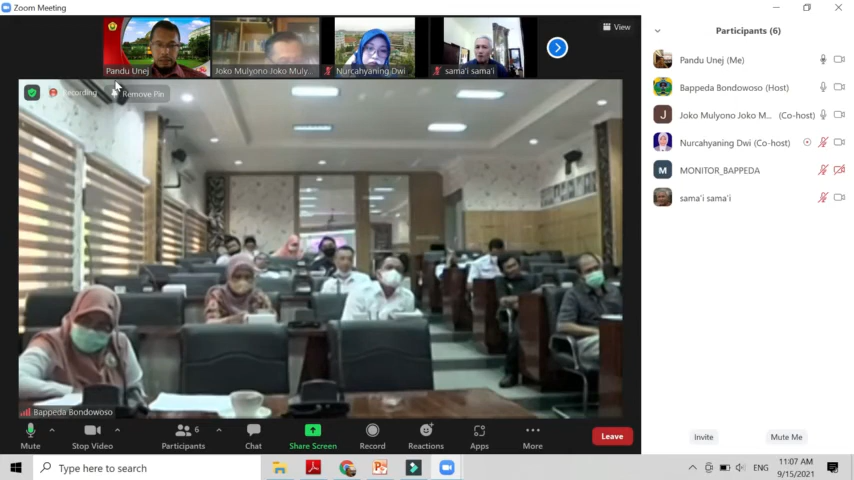 Zoom Meeting
Pandu Unej
Joko Mulyono Joko Muly...
Nurcahyaning Dwi
sama'i sama'i
View
Recording
Remove Pin
Bappeda Bondowoso
Participants (6)
Pandu Unej (Me)
Bappeda Bondowoso (Host)
J
Joko Mulyono Joko M... (Co-host)
Nurcahyaning Dwi (Co-host)
M
MONITOR_BAPPEDA
sama'i sama'i
Invite
Mute Me
Mute
Stop Video
6
Participants
Chat
Share Screen
Record
Reactions
Apps
More
Leave
Type here to search
ENG
11:07 AM
9/15/2021